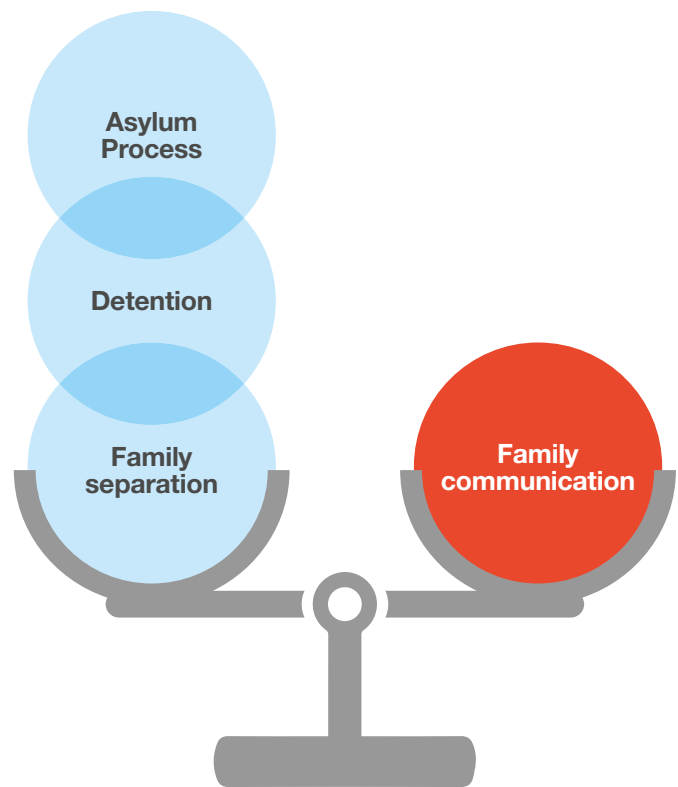 Asylum
Process
Detention
Family
separation
Family
communication